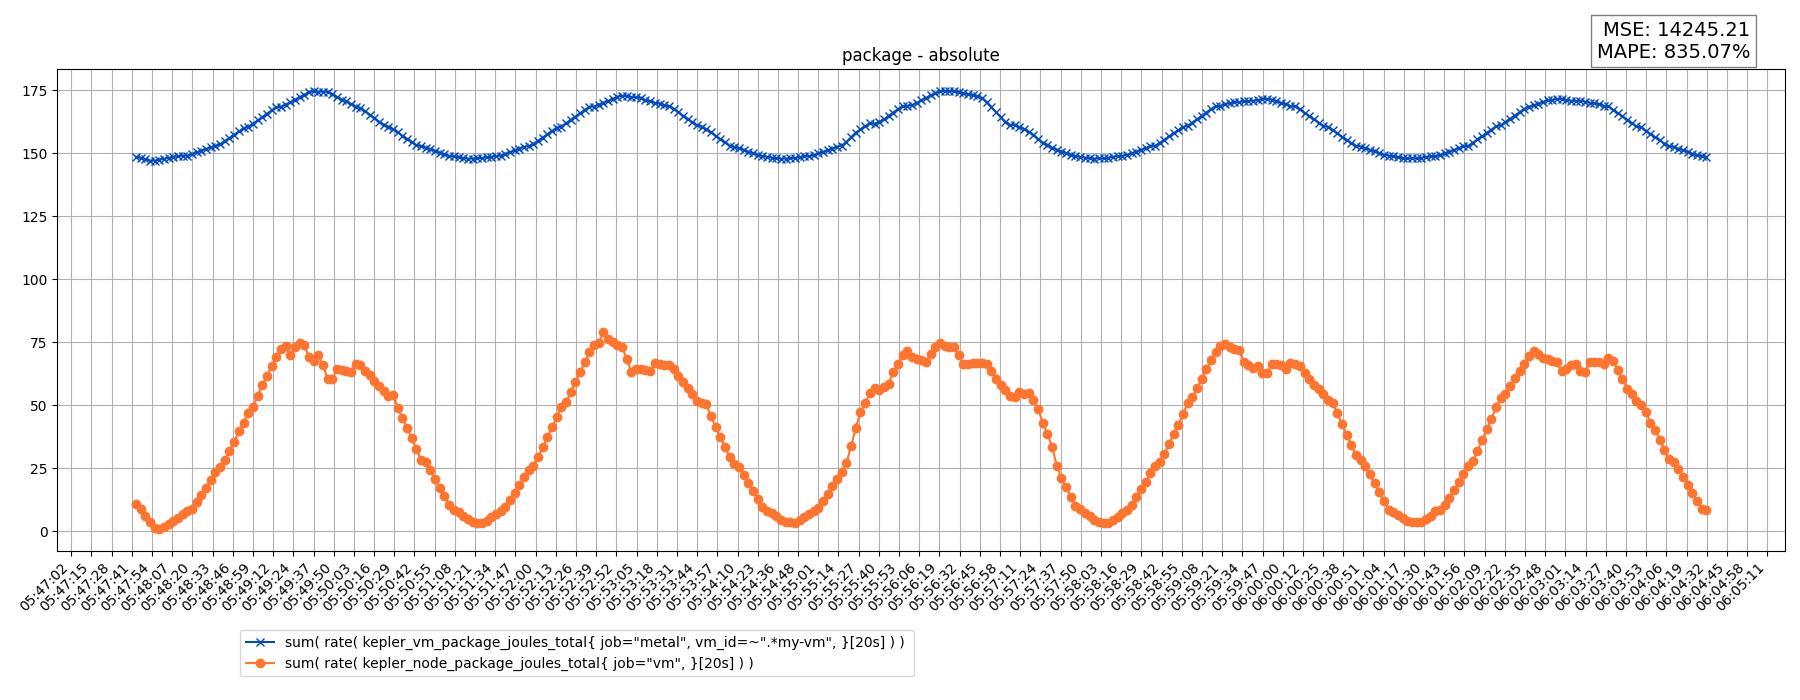 MSE: 14245.21
MAPE: 835.07%
package - absolute
175
150
125
100
75
50
25
0
05:47:02 05:47:15 05:47:28 05:47:41 05:47:54 05:48:07 05:48:20 05:48:33 05:48:46 05:48:59 05:49:12 05:49:24 05:49:37 05:49:50 05:50:03 05:50:16 05:50:29 05:50:42 05:50:55 05:51:08 05:51:21 05:51:34 05:51:47 05:52:00 05:52:13 05:52:26 05:52:39 05:52:52 05:53:05 05:53:18 05:53:31 05:53:44 05:53:57 05:54:10 05:54:23 05:54:36 05:54:48 05:55:01 05:55:14 05:55:27 05:55:40 05:55:53 05:56:06 05:56:19 05:56:32 05:56:45 05:56:58 05:57:11 05:57:24 05:57:37 05:57:50 05:58:03 05:58:16 05:58:29 05:58:42 05:58:55 05:59:08 05:59:21 05:59:34 05:59:47 06:00:00 06:00:12 06:00:25 06:00:38 06:00:51 06:01:04 06:01:17 06:01:30 06:01:43 06:01:56 06:02:09 06:02:22 06:02:35 06:02:48 06:03:01 06:03:14 06:03:27 06:03:40 06:03:53 06:04:06 06:04:19 06:04:32 06:04:45 06:04:58 06:05:11
sum( rate( kepler_vm_package_joules_total{ job="metal", vm_id=~".*my-vm", }[20s] ) )
sum( rate( kepler_node_package_joules_total{ job="vm", }[20s] ) )